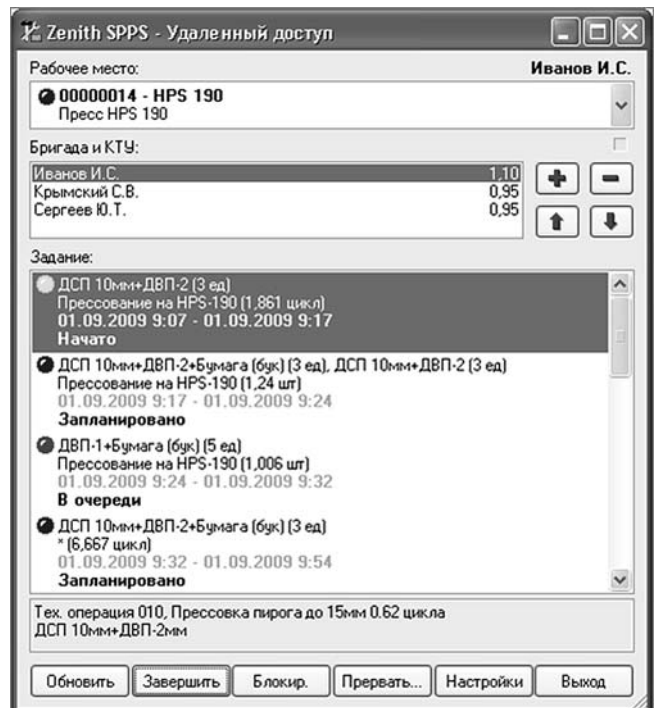 Zenith SPPS - Удаленный доступ
Рабочее место: Иванов И.С.
00000014 - HPS 190
Пресс HPS 190
Бригада и КТУ:
Иванов И.С. 1,10
Крымский С.В. 0,95
Сергеев Ю.Т. 0,95
Задание:
ДСП 10мм+ДВП-2 (3 ед)
Прессование на HPS-190 (1,861 цикл)
01.09.2009 9:07 - 01.09.2009 9:17
Начато
ДСП 10мм+ДВП-2+Бумага (бук) (3 ед), ДСП 10мм+ДВП-2 (3 ед)
Прессование на HPS-190 (1,24 шт)
01.09.2009 9:17 - 01.09.2009 9:24
Запланировано
ДВП-1+Бумага (бук) (5 ед)
Прессование на HPS-190 (1,006 шт)
01.09.2009 9:24 - 01.09.2009 9:32
В очереди
ДСП 10мм+ДВП-2+Бумага (бук) (3 ед)
* (6,667 цикл)
01.09.2009 9:32 - 01.09.2009 9:54
Запланировано
Тех. операция 010, Прессовка пирога до 15мм 0.62 цикла
ДСП 10мм+ДВП-2мм
Обновить Завершить Блокир. Прервать... Настройки Выход